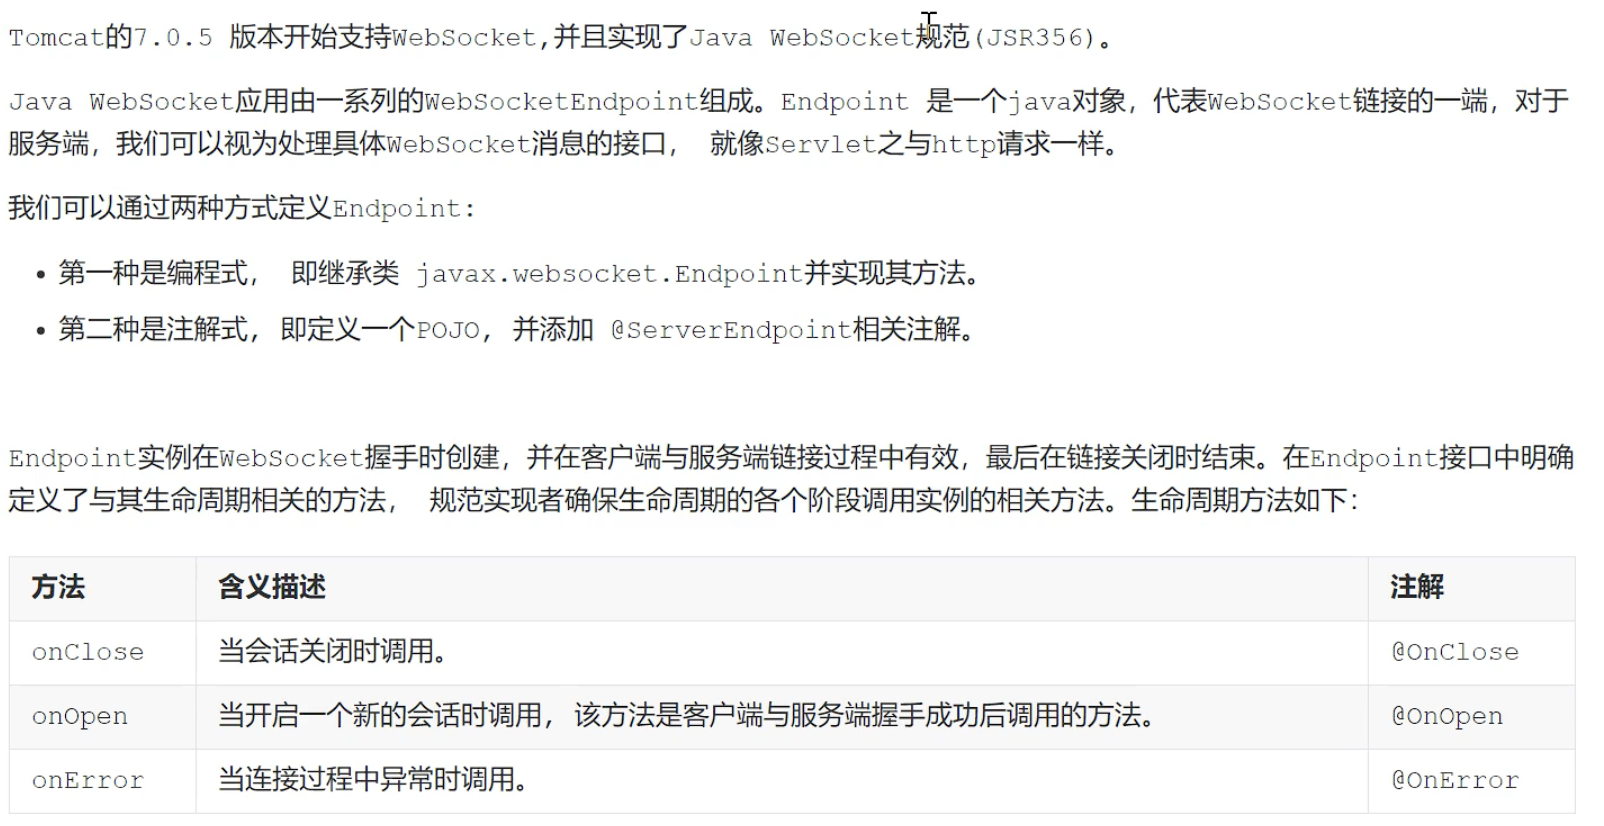 Tomcat的7.0.5 版本开始支持WebSocket,并且实现了Java WebSocket规范(JSR356)。
Java WebSocket应用由一系列的WebSocketEndpoint组成。Endpoint 是一个java对象，代表WebSocket链接的一端，对于
服务端，我们可以视为处理具体WebSocket消息的接口， 就像Servlet之与http请求一样。
我们可以通过两种方式定义Endpoint:
• 第一种是编程式， 即继承类 javax.websocket.Endpoint并实现其方法。
• 第二种是注解式，即定义一个POJO，并添加 @ServerEndpoint相关注解。
Endpoint实例在WebSocket握手时创建，并在客户端与服务端链接过程中有效，最后在链接关闭时结束。在Endpoint接口中明确
定义了与其生命周期相关的方法， 规范实现者确保生命周期的各个阶段调用实例的相关方法。生命周期方法如下：
方法 含义描述 注解
onClose 当会话关闭时调用。 @OnClose
onOpen 当开启一个新的会话时调用，该方法是客户端与服务端握手成功后调用的方法。 @OnOpen
onError 当连接过程中异常时调用。 @OnError